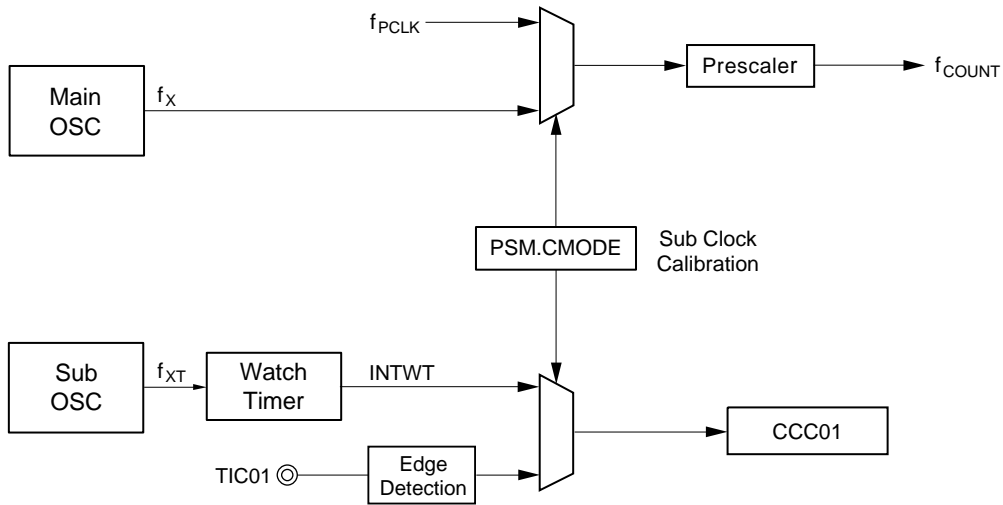 fPCLK
Main
OSC
fX
Prescaler
fCOUNT
PSM.CMODE
Sub Clock
Calibration
Sub
OSC
fXT
Watch
Timer
INTWT
CCC01
TIC01
Edge
Detection